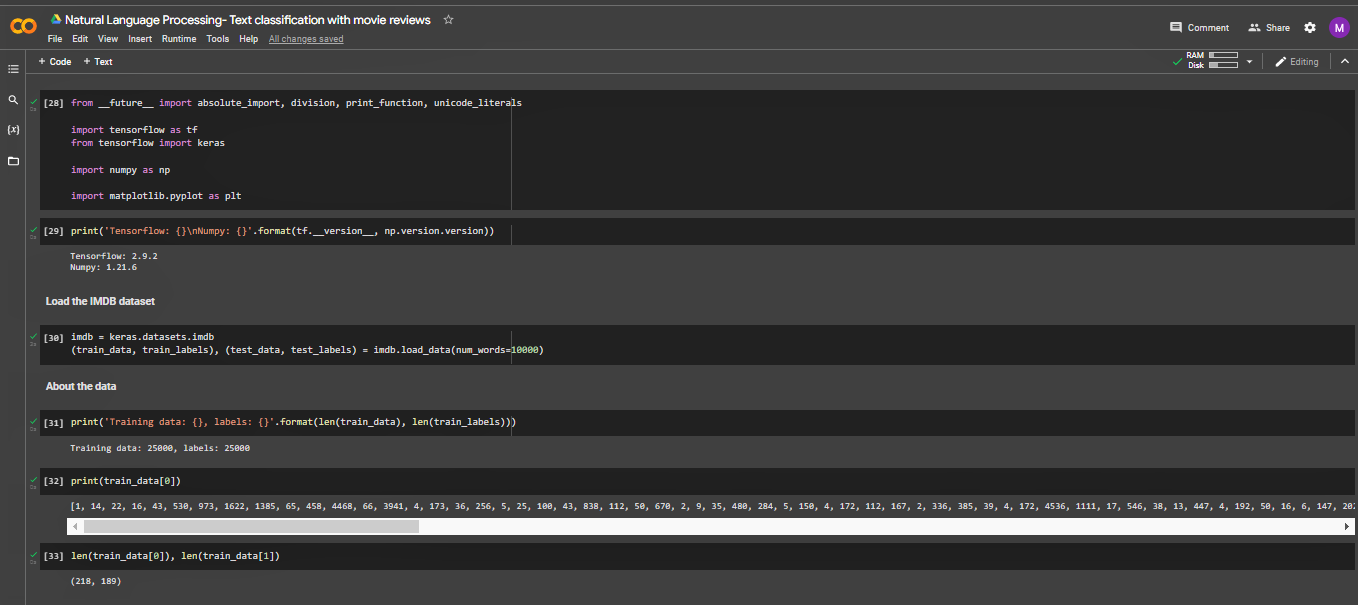 Natural Language Processing- Text classification with movie reviews
Comment Share M
File Edit View Insert Runtime Tools Help All changes saved
+ Code + Text
RAM
Disk
Editing
[28] from __future__ import absolute_import, division, print_function, unicode_literals
import tensorflow as tf
from tensorflow import keras
import numpy as np
import matplotlib.pyplot as plt
[29] print('Tensorflow: {}\nNumpy: {}'.format(tf.__version__, np.version.version))
Tensorflow: 2.9.2
Numpy: 1.21.6
Load the IMDB dataset
[30] imdb = keras.datasets.imdb
(train_data, train_labels), (test_data, test_labels) = imdb.load_data(num_words=10000)
About the data
[31] print('Training data: {}, labels: {}'.format(len(train_data), len(train_labels)))
Training data: 25000, labels: 25000
[32] print(train_data[0])
[1, 14, 22, 16, 43, 530, 973, 1622, 1385, 65, 458, 4468, 66, 3941, 4, 173, 36, 256, 5, 25, 100, 43, 838, 112, 50, 670, 2, 9, 35, 480, 284, 5, 150, 4, 172, 112, 167, 2, 336, 385, 39, 4, 172, 4536, 1111, 17, 546, 38, 13, 447, 4, 192, 50, 16, 6, 147, 202
[33] len(train_data[0]), len(train_data[1])
(218, 189)